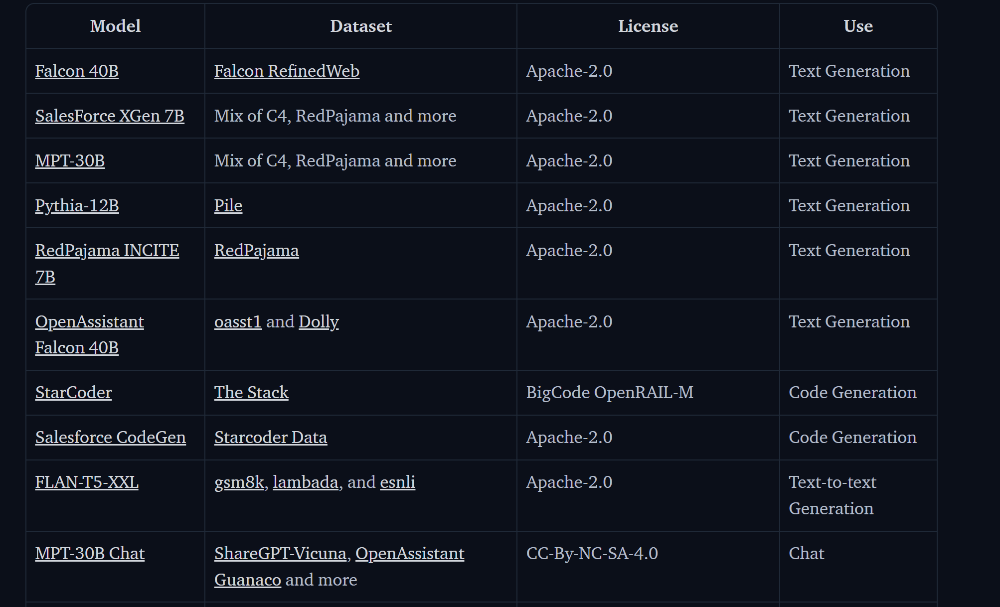 Model Dataset License Use
Falcon 40B Falcon RefinedWeb Apache-2.0 Text Generation
SalesForce XGen 7B Mix of C4, RedPajama and more Apache-2.0 Text Generation
MPT-30B Mix of C4, RedPajama and more Apache-2.0 Text Generation
Pythia-12B Pile Apache-2.0 Text Generation
RedPajama INCITE RedPajama Apache-2.0 Text Generation
7B
OpenAssistant oasst1 and Dolly Apache-2.0 Text Generation
Falcon 40B
StarCoder The Stack BigCode OpenRAIL-M Code Generation
Salesforce CodeGen Starcoder Data Apache-2.0 Code Generation
FLAN-T5-XXL gsm8k, lambada, and esnli Apache-2.0 Text-to-text
Generation
MPT-30B Chat ShareGPT-Vicuna, OpenAssistant CC-By-NC-SA-4.0 Chat
Guanaco and more